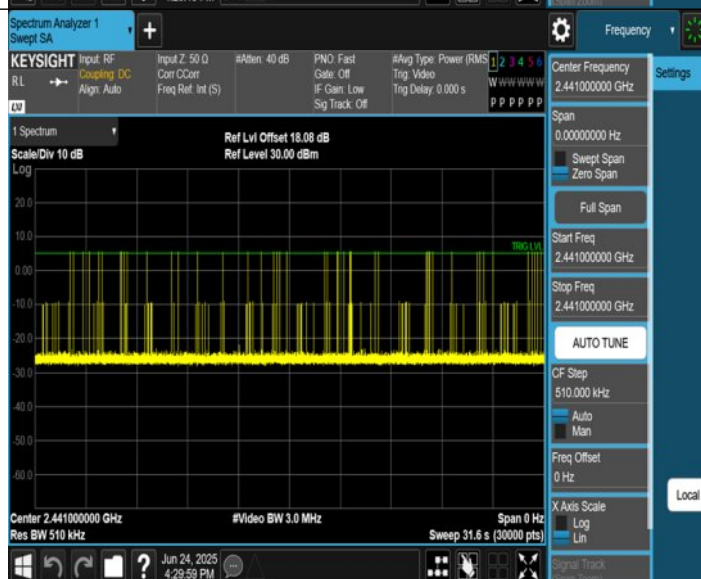 Spectrum Analyzer 1
Swept SA
+
Frequency
KEYSIGHT
RL
LXI
Input: RF
Coupling: DC
Align: Auto
Input Z: 50 Ω
Corr CCorr
Freq Ref: Int (S)
#Atten: 40 dB
PNO: Fast
Gate: Off
IF Gain: Low
Sig Track: Off
#Avg Type: Power (RMS
Trig: Video
Trig Delay: 0.000 s
1 2 3 4 5 6
W W W W W W
P P P P P P
1 Spectrum
Scale/Div 10 dB
Log
Ref Lvl Offset 18.08 dB
Ref Level 30.00 dBm
20.0
10.0
0.00
-10.0
-20.0
-30.0
-40.0
-50.0
-60.0
TRIG LVL
Center 2.441000000 GHz
Res BW 510 kHz
#Video BW 3.0 MHz
Span 0 Hz
Sweep 31.6 s (30000 pts)
Center Frequency
2.441000000 GHz
Settings
Span
0.00000000 Hz
Swept Span
Zero Span
Full Span
Start Freq
2.441000000 GHz
Stop Freq
2.441000000 GHz
AUTO TUNE
CF Step
510.000 kHz
Auto
Man
Freq Offset
0 Hz
X Axis Scale
Log
Lin
Local
Signal Track
?
Jun 24, 2025
4:29:59 PM